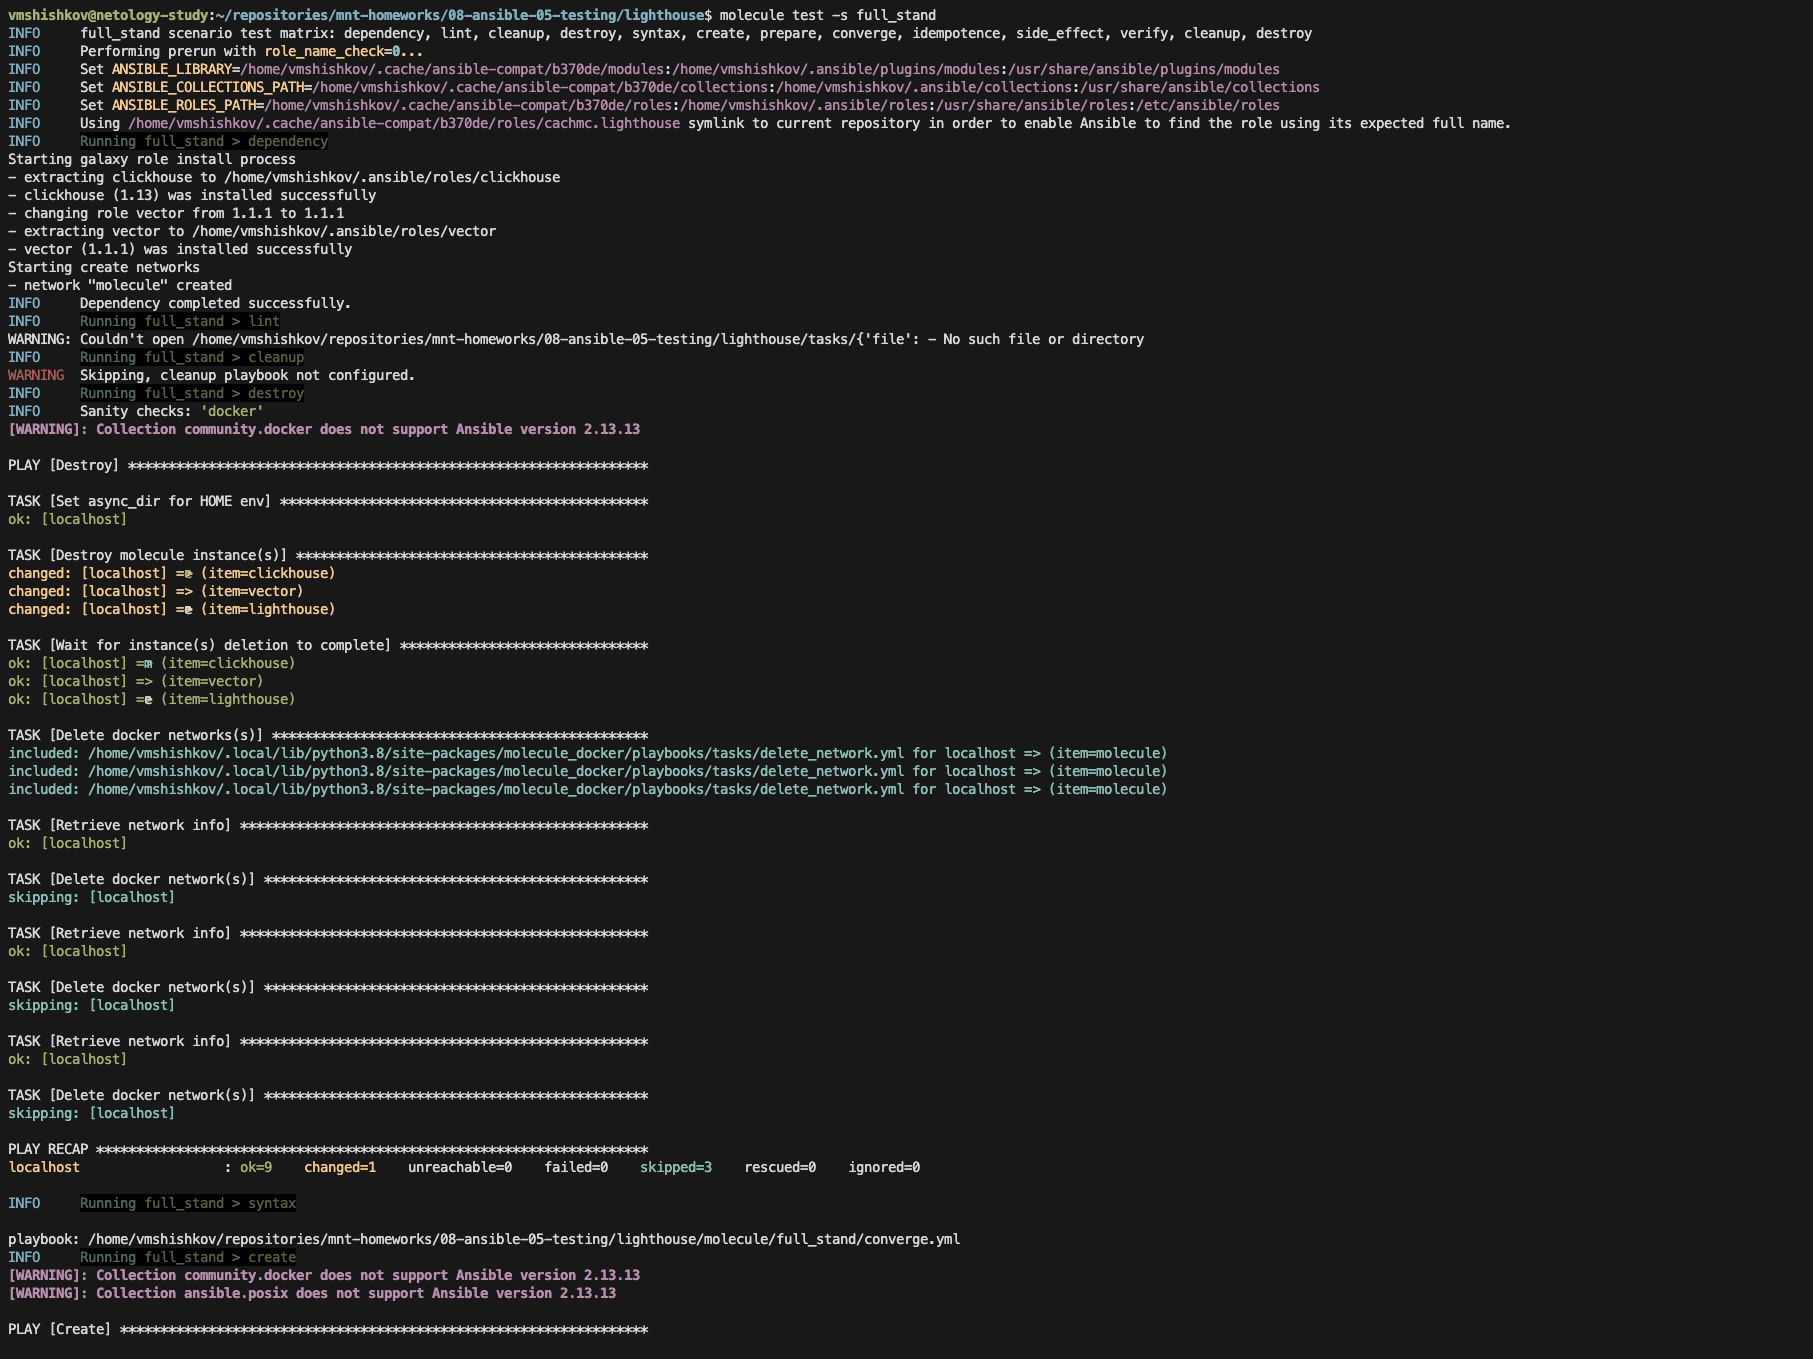 vmshishkov@netology-study:~/repositories/mnt-homeworks/08-ansible-05-testing/lighthouse$ molecule test -s full_stand
INFO     full_stand scenario test matrix: dependency, lint, cleanup, destroy, syntax, create, prepare, converge, idempotence, side_effect, verify, cleanup, destroy
INFO     Performing prerun with role_name_check=0...
INFO     Set ANSIBLE_LIBRARY=/home/vmshishkov/.cache/ansible-compat/b370de/modules:/home/vmshishkov/.ansible/plugins/modules:/usr/share/ansible/plugins/modules
INFO     Set ANSIBLE_COLLECTIONS_PATH=/home/vmshishkov/.cache/ansible-compat/b370de/collections:/home/vmshishkov/.ansible/collections:/usr/share/ansible/collections
INFO     Set ANSIBLE_ROLES_PATH=/home/vmshishkov/.cache/ansible-compat/b370de/roles:/home/vmshishkov/.ansible/roles:/usr/share/ansible/roles:/etc/ansible/roles
INFO     Using /home/vmshishkov/.cache/ansible-compat/b370de/roles/cachmc.lighthouse symlink to current repository in order to enable Ansible to find the role using its expected full name.
INFO     Running full_stand > dependency
Starting galaxy role install process
- extracting clickhouse to /home/vmshishkov/.ansible/roles/clickhouse
- clickhouse (1.13) was installed successfully
- changing role vector from 1.1.1 to 1.1.1
- extracting vector to /home/vmshishkov/.ansible/roles/vector
- vector (1.1.1) was installed successfully
Starting create networks
- network "molecule" created
INFO     Dependency completed successfully.
INFO     Running full_stand > lint
WARNING: Couldn't open /home/vmshishkov/repositories/mnt-homeworks/08-ansible-05-testing/lighthouse/tasks/{'file': - No such file or directory
INFO     Running full_stand > cleanup
WARNING  Skipping, cleanup playbook not configured.
INFO     Running full_stand > destroy
INFO     Sanity checks: 'docker'
[WARNING]: Collection community.docker does not support Ansible version 2.13.13
PLAY [Destroy] *****************************************************************
TASK [Set async_dir for HOME env] **********************************************
ok: [localhost]
TASK [Destroy molecule instance(s)] ********************************************
changed: [localhost] => (item=clickhouse)
changed: [localhost] => (item=vector)
changed: [localhost] => (item=lighthouse)
TASK [Wait for instance(s) deletion to complete] *******************************
ok: [localhost] => (item=clickhouse)
ok: [localhost] => (item=vector)
ok: [localhost] => (item=lighthouse)
TASK [Delete docker networks(s)] ***********************************************
included: /home/vmshishkov/.local/lib/python3.8/site-packages/molecule_docker/playbooks/tasks/delete_network.yml for localhost => (item=molecule)
included: /home/vmshishkov/.local/lib/python3.8/site-packages/molecule_docker/playbooks/tasks/delete_network.yml for localhost => (item=molecule)
included: /home/vmshishkov/.local/lib/python3.8/site-packages/molecule_docker/playbooks/tasks/delete_network.yml for localhost => (item=molecule)
TASK [Retrieve network info] ***************************************************
ok: [localhost]
TASK [Delete docker network(s)] ************************************************
skipping: [localhost]
TASK [Retrieve network info] ***************************************************
ok: [localhost]
TASK [Delete docker network(s)] ************************************************
skipping: [localhost]
TASK [Retrieve network info] ***************************************************
ok: [localhost]
TASK [Delete docker network(s)] ************************************************
skipping: [localhost]
PLAY RECAP *********************************************************************
localhost                  : ok=9    changed=1    unreachable=0    failed=0    skipped=3    rescued=0    ignored=0
INFO     Running full_stand > syntax
playbook: /home/vmshishkov/repositories/mnt-homeworks/08-ansible-05-testing/lighthouse/molecule/full_stand/converge.yml
INFO     Running full_stand > create
[WARNING]: Collection community.docker does not support Ansible version 2.13.13
[WARNING]: Collection ansible.posix does not support Ansible version 2.13.13
PLAY [Create] ******************************************************************